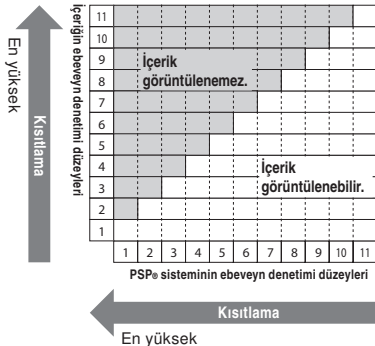 En yüksek
Kısıtlama
İçeriğin ebeveyn denetimi düzeyleri
11
10
9
8
7
6
5
4
3
2
1
İçerik
görüntülenemez.
İçerik
görüntülenebilir.
1 2 3 4 5 6 7 8 9 10 11
PSP® sisteminin ebeveyn denetimi düzeyleri
Kısıtlama
En yüksek